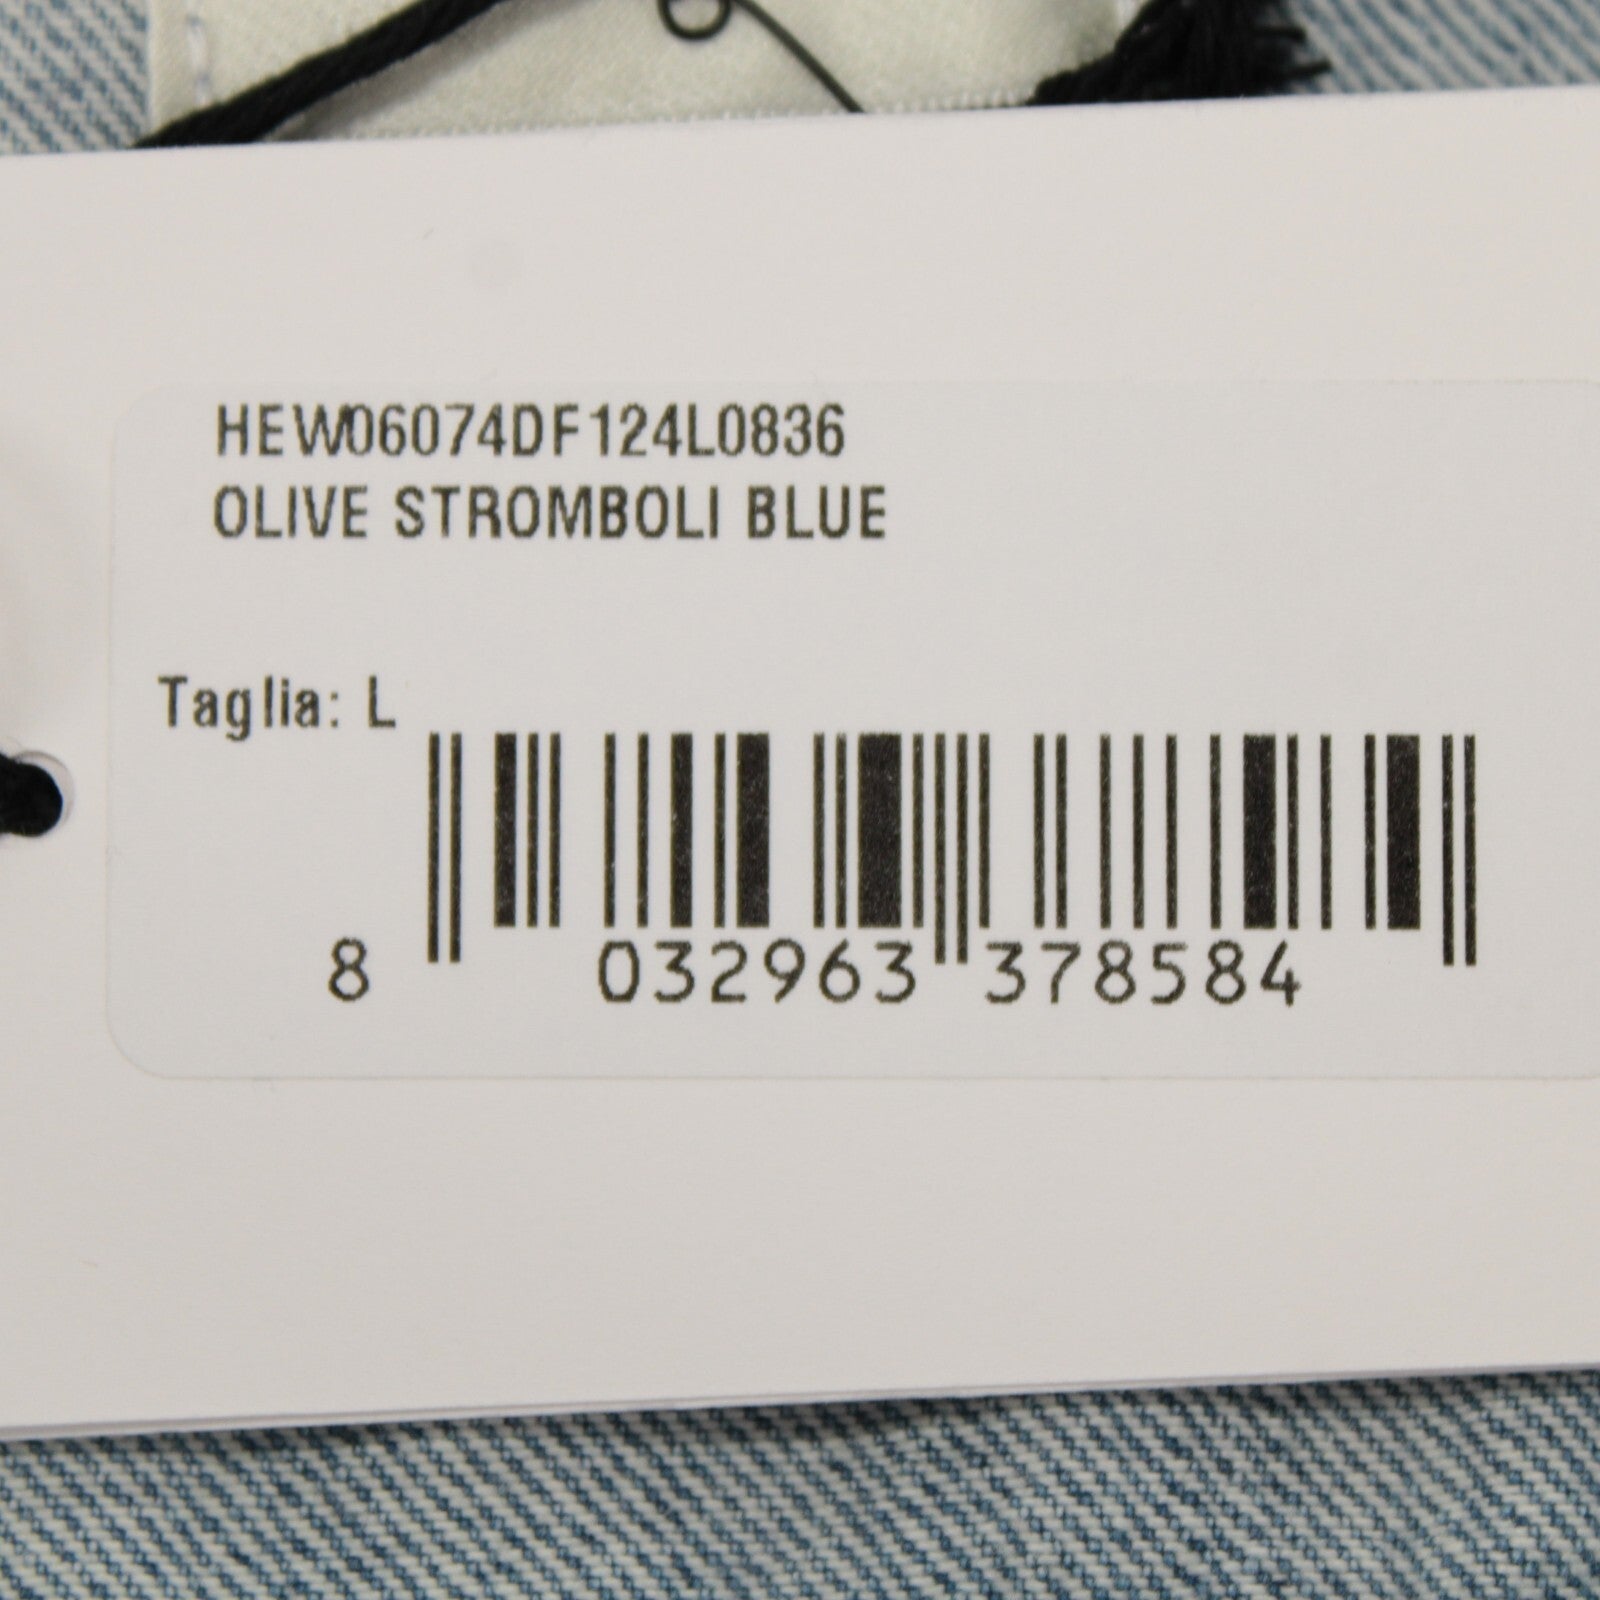 HEW06074DF124L0836
OLIVE STROMBOLI BLUE
Taglia: L
8 032963 378584